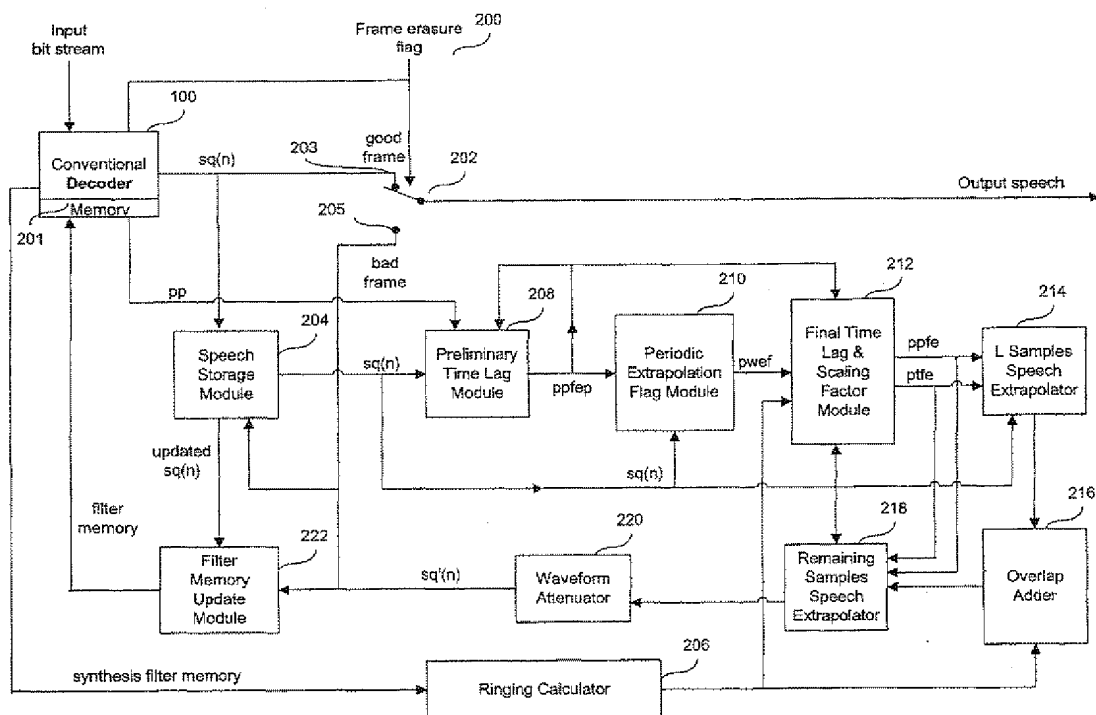 Input
bit stream
Frame erasure
flag
200
100
Conventional
Decoder
Memory
201
sq(n)
203
good
frame
202
Output speech
205
bad
frame
pp
204
Speech
Storage
Module
sq(n)
208
Preliminary
Time Lag
Module
ppfep
210
Periodic
Extrapolation
Flag Module
pwef
212
Final Time
Lag &
Scaling
Factor
Module
ppfe
ptfe
214
L Samples
Speech
Extrapolator
updated
sq(n)
sq(n)
filter
memory
222
Filter
Memory
Update
Module
sq'(n)
220
Waveform
Attenuator
218
Remaining
Samples
Speech
Extrapolator
216
Overlap
Adder
synthesis filter memory
206
Ringing Calculator